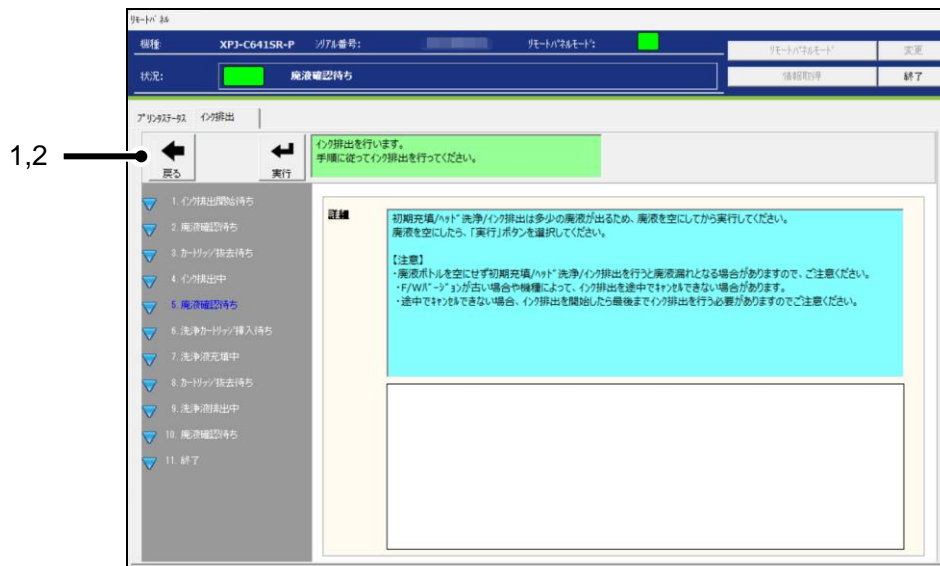 リモートパネル
機種: XPJ-C641SR-P シリアル番号: リモートパネルモード:
リモートパネルモード 変更
状況: 廃液確認待ち
情報取得 終了
プリンタステータス インク排出
1,2
戻る 実行
インク排出を行います。
手順に従ってインク排出を行ってください。
1. インク排出開始待ち
2. 廃液確認待ち
3. カートリッジ抜去待ち
4. インク排出中
5. 廃液確認待ち
6. 洗浄カートリッジ挿入待ち
7. 洗浄液充填中
8. カートリッジ抜去待ち
9. 洗浄液排出中
10. 廃液確認待ち
11. 終了
詳細
初期充填/ヘッド洗浄/インク排出は多少の廃液が出るため、廃液を空にしてから実行してください。
廃液を空にしたら、「実行」ボタンを選択してください。
【注意】
・廃液ボトルを空にせず初期充填/ヘッド洗浄/インク排出を行うと廃液漏れとなる場合がありますので、ご注意ください。
・F/Wバージョンが古い場合や機種によって、インク排出を途中でキャンセルできない場合があります。
・途中でキャンセルできない場合、インク排出を開始したら最後までインク排出を行う必要がありますのでご注意ください。